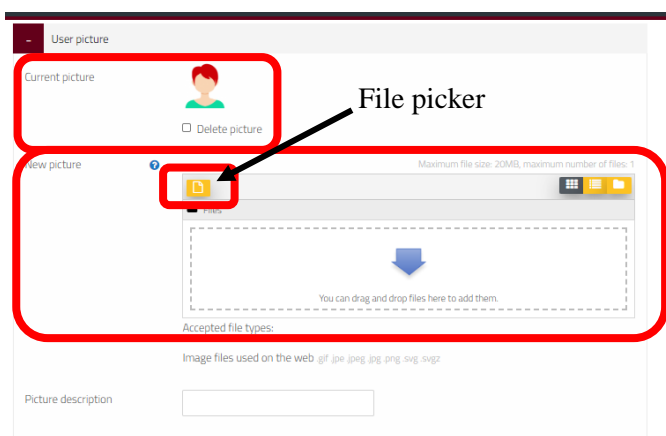 - User picture
Current picture
Delete picture
File picker
New picture ? Maximum file size: 20MB, maximum number of files: 1
Files
You can drag and drop files here to add them.
Accepted file types:
Image files used on the web .gif .jpe .jpeg .jpg .png .svg .svgz
Picture description